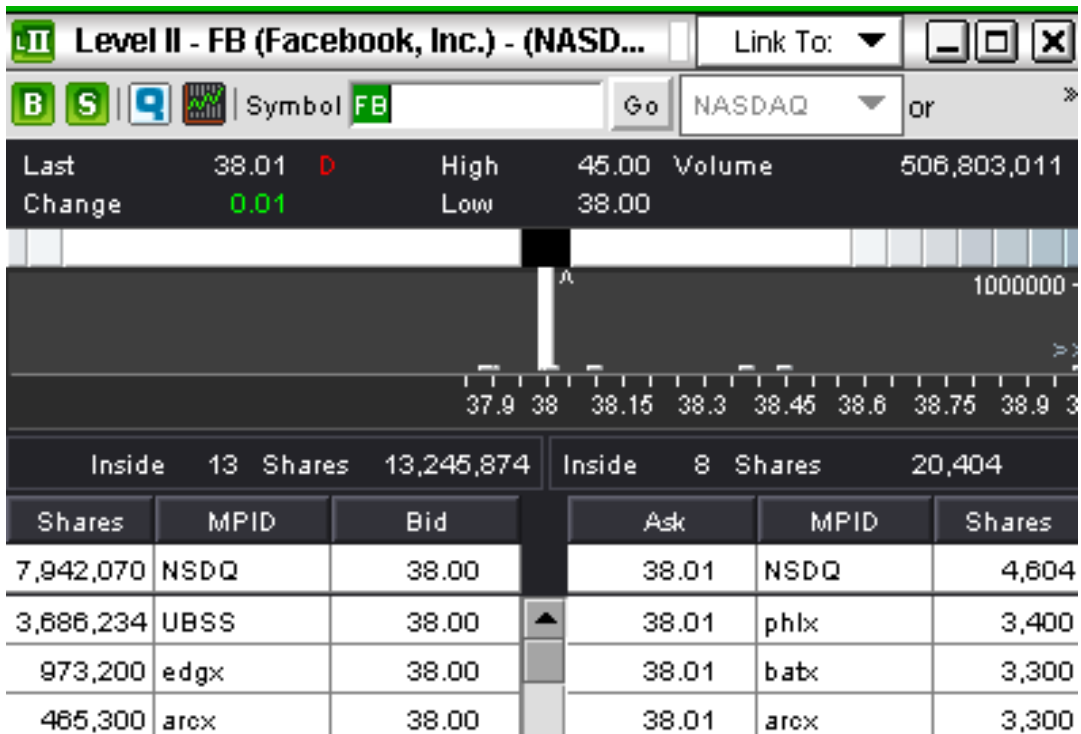 LII Level II - FB (Facebook, Inc.) - (NASD... Link To:
B S Symbol FB Go NASDAQ or »
Last 38.01 D High 45.00 Volume 506,803,011
Change 0.01 Low 38.00
^ 1000000 -
>>
37.9 38 38.15 38.3 38.45 38.6 38.75 38.9
Inside 13 Shares 13,245,874 Inside 8 Shares 20,404
Shares MPID Bid Ask MPID Shares
7,942,070 NSDQ 38.00 38.01 NSDQ 4,604
3,686,234 UBSS 38.00 38.01 phlx 3,400
973,200 edgx 38.00 38.01 batx 3,300
465,300 arcx 38.00 38.01 arcx 3,300